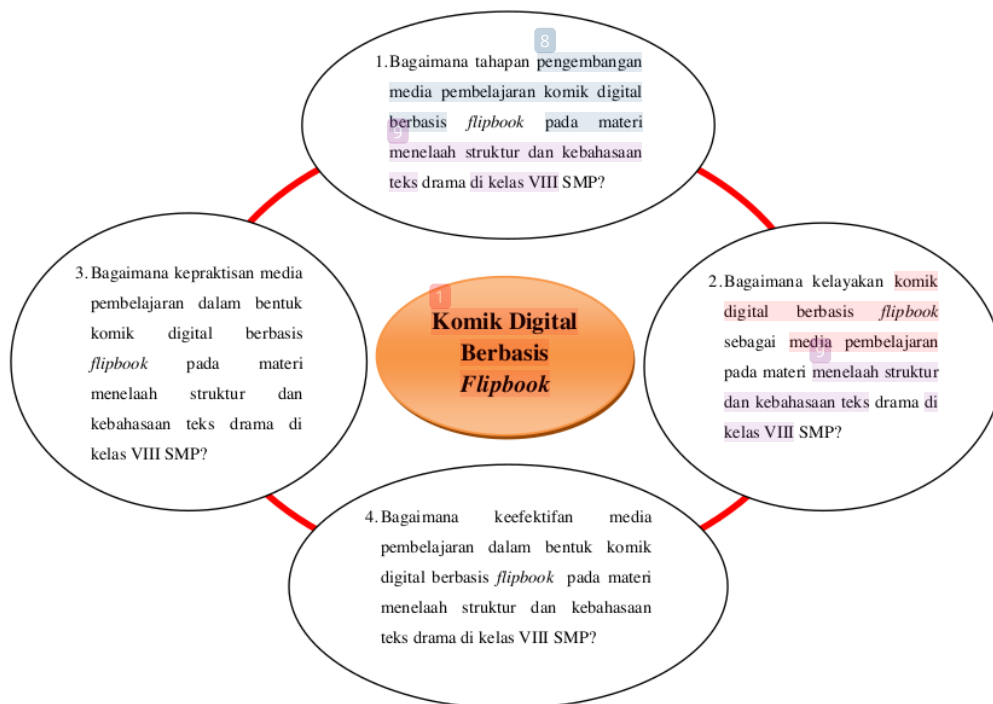 8
1. Bagaimana tahapan pengembangan
media pembelajaran komik digital
berbasis flipbook pada materi
9
menelaah struktur dan kebahasaan
teks drama di kelas VIII SMP?
2. Bagaimana kelayakan komik
digital berbasis flipbook
sebagai media pembelajaran
9
pada materi menelaah struktur
dan kebahasaan teks drama di
kelas VIII SMP?
3. Bagaimana kepraktisan media
pembelajaran dalam bentuk
komik digital berbasis
flipbook pada materi
menelaah struktur dan
kebahasaan teks drama di
kelas VIII SMP?
1
Komik Digital
Berbasis
Flipbook
4. Bagaimana keefektifan media
pembelajaran dalam bentuk komik
digital berbasis flipbook pada materi
menelaah struktur dan kebahasaan
teks drama di kelas VIII SMP?